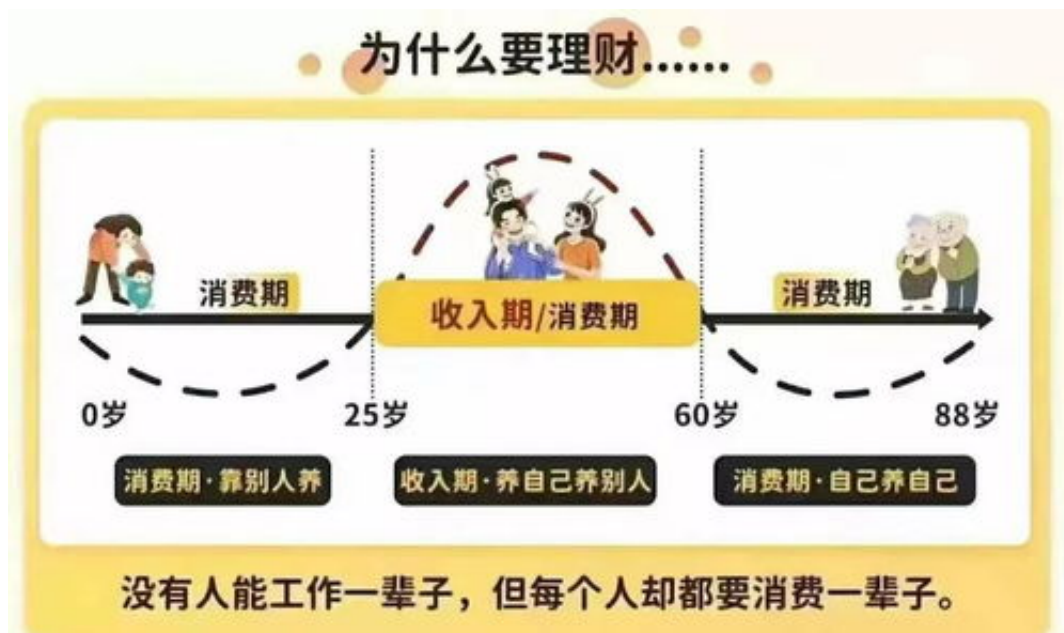 为什么要理财......
消费期
收入期/消费期
消费期
0岁
25岁
60岁
88岁
消费期·靠别人养
收入期·养自己养别人
消费期·自己养自己
没有人能工作一辈子，但每个人却都要消费一辈子。